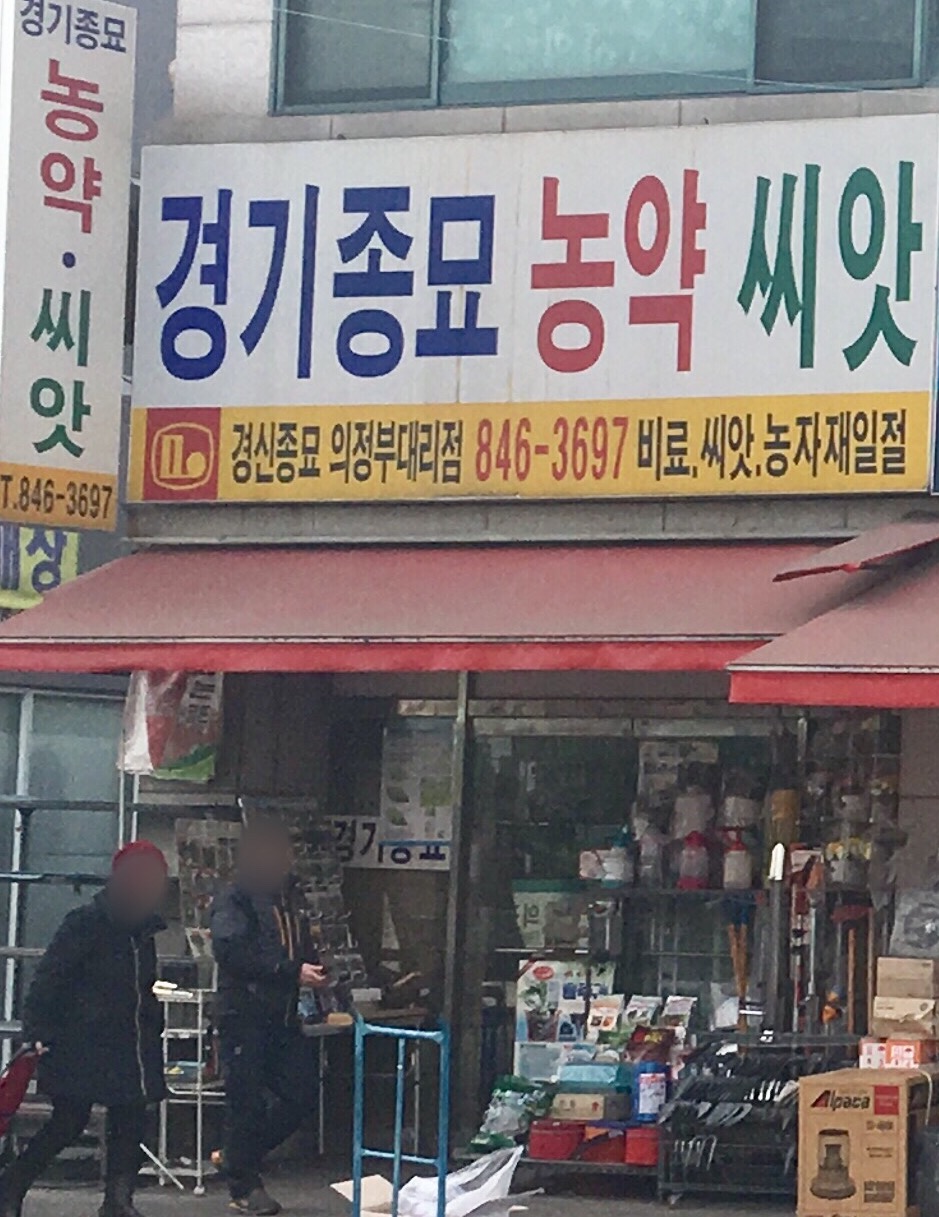 경기종묘
농약·씨앗
T.846-3697
경기종묘 농약 씨앗
경신종묘 의정부대리점 846-3697 비료.씨앗.농자재일절
상
경기종묘
Alpaca